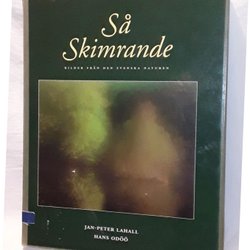 Så
Skimrande
BILDER FRÅN DEN SVENSKA NATUREN
JAN-PETER LAHALL
HANS ODÖÖ